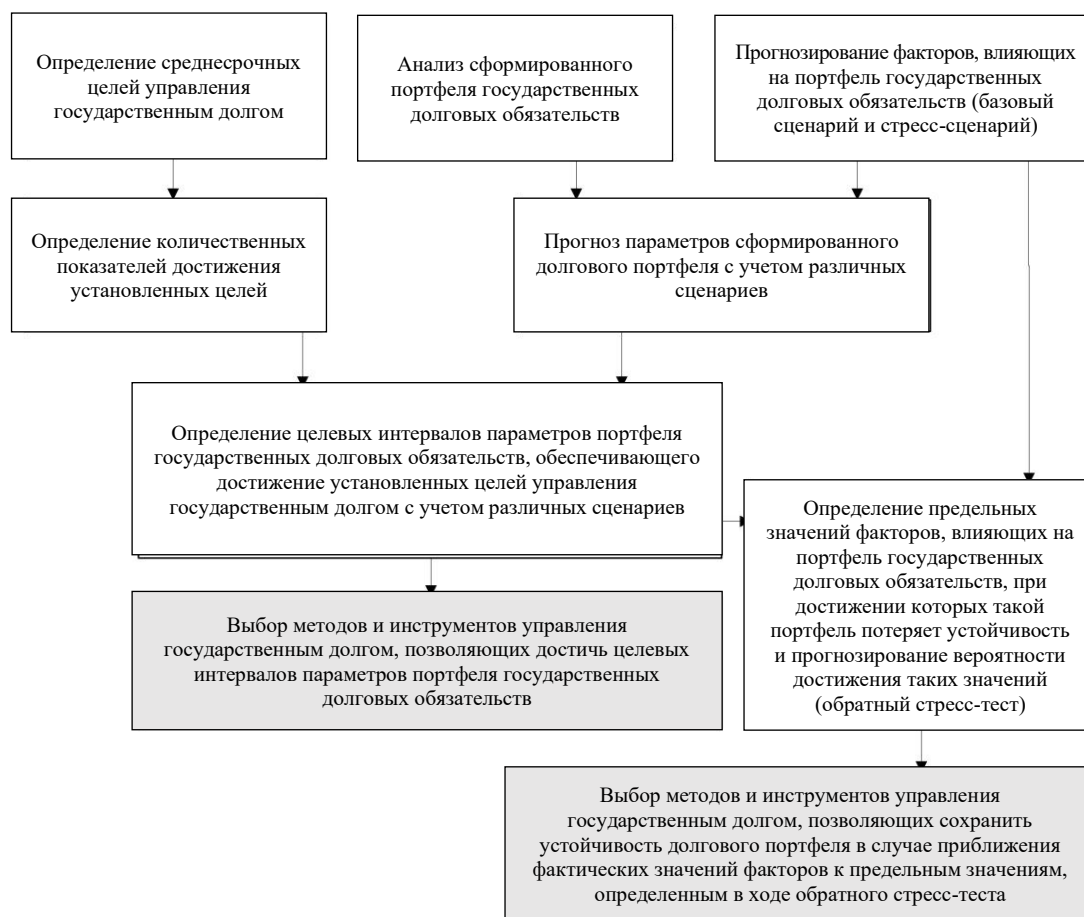 Определение среднесрочных
целей управления
государственным долгом
Анализ сформированного
портфеля государственных
долговых обязательств
Прогнозирование факторов, влияющих
на портфель государственных
долговых обязательств (базовый
сценарий и стресс-сценарий)
Определение количественных
показателей достижения
установленных целей
Прогноз параметров сформированного
долгового портфеля с учетом различных
сценариев
Определение целевых интервалов параметров портфеля
государственных долговых обязательств, обеспечивающего
достижение установленных целей управления
государственным долгом с учетом различных сценариев
Определение предельных
значений факторов, влияющих на
портфель государственных
долговых обязательств, при
достижении которых такой
портфель потеряет устойчивость
и прогнозирование вероятности
достижения таких значений
(обратный стресс-тест)
Выбор методов и инструментов управления
государственным долгом, позволяющих достичь целевых
интервалов параметров портфеля государственных
долговых обязательств
Выбор методов и инструментов управления
государственным долгом, позволяющих сохранить
устойчивость долгового портфеля в случае приближения
фактических значений факторов к предельным значениям,
определенным в ходе обратного стресс-теста